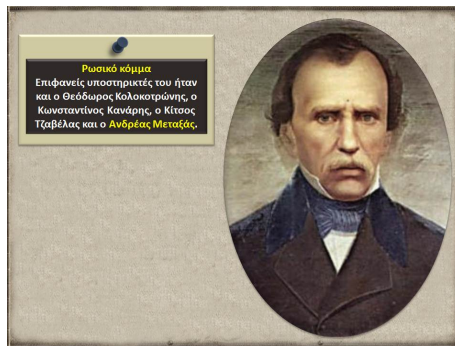 Ρωσικό κόμμα
Επιφανείς υποστηρικτές του ήταν
και ο Θεόδωρος Κολοκοτρώνης, ο
Κωνσταντίνος Κανάρης, ο Κίτσος
Τζαβέλας και ο Ανδρέας Μεταξάς.